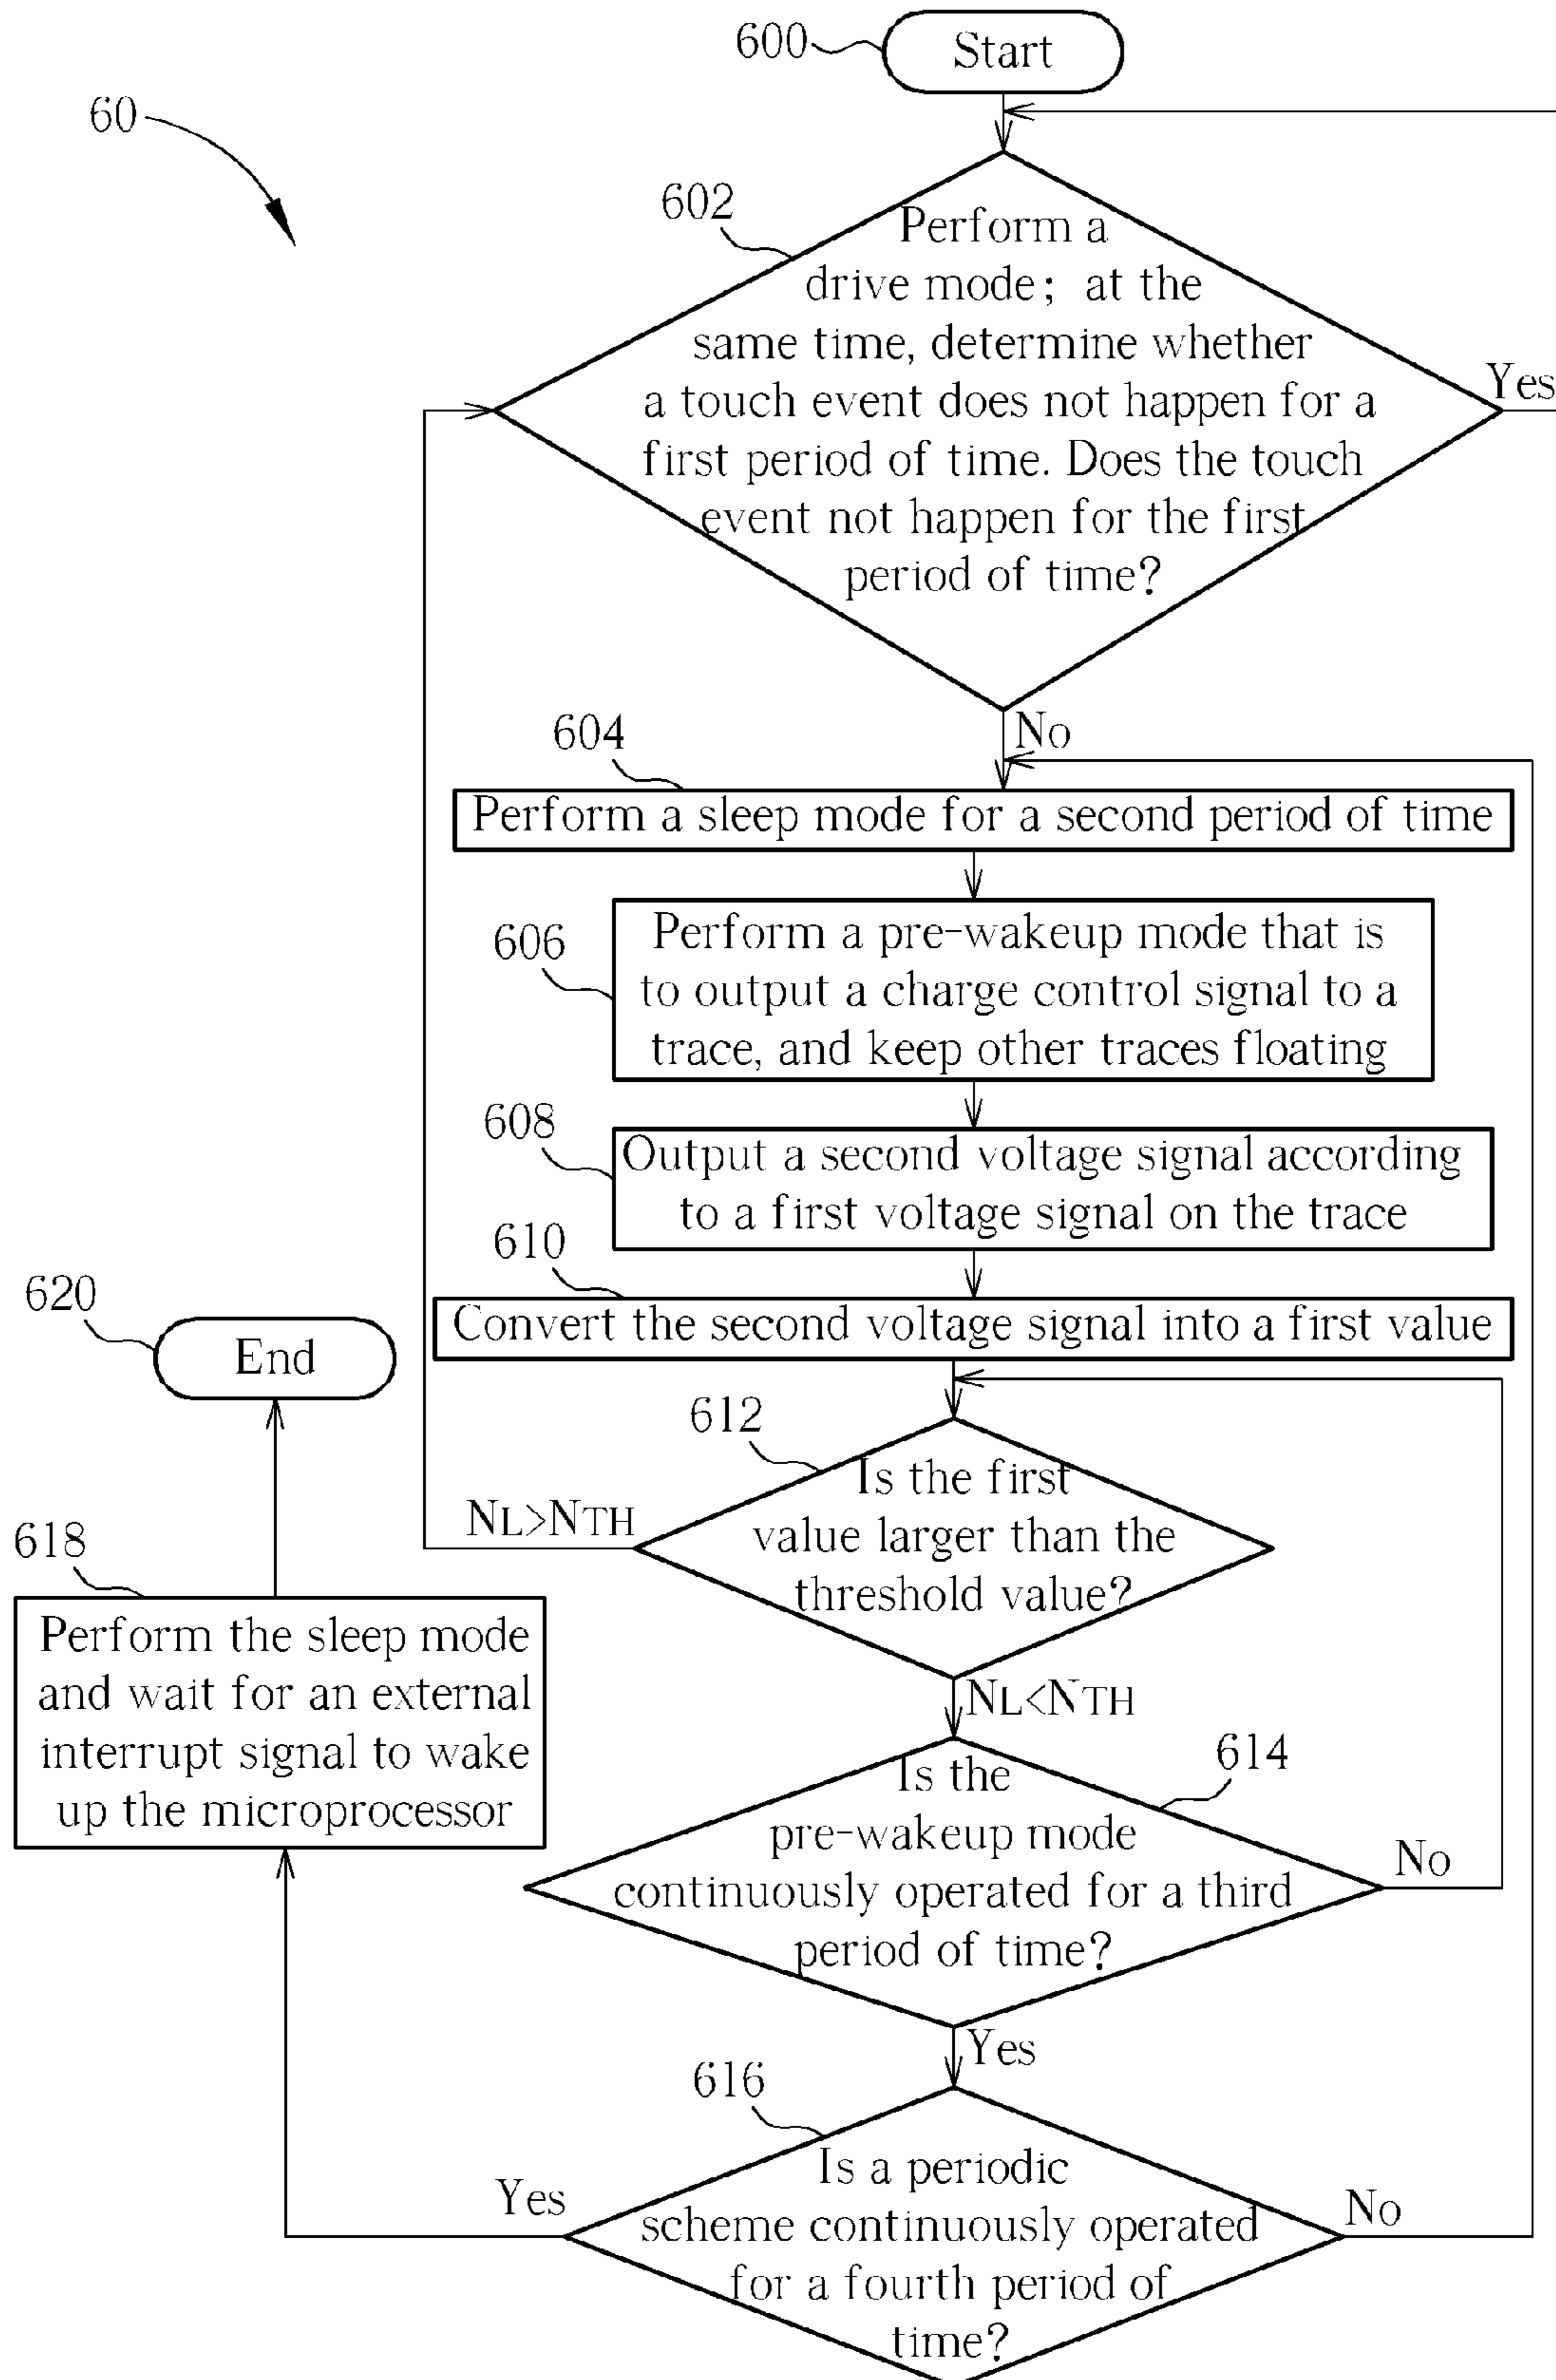 600
Start
60
602
Perform a
drive mode; at the
same time, determine whether
a touch event does not happen for a
first period of time. Does the touch
event not happen for the first
period of time?
Yes
No
604
Perform a sleep mode for a second period of time
606
Perform a pre-wakeup mode that is
to output a charge control signal to a
trace, and keep other traces floating
608
Output a second voltage signal according
to a first voltage signal on the trace
610
Convert the second voltage signal into a first value
620
End
612
Is the first
value larger than the
threshold value?
NL>NTH
NL<NTH
618
Perform the sleep mode
and wait for an external
interrupt signal to wake
up the microprocessor
614
Is the
pre-wakeup mode
continuously operated for a third
period of time?
No
Yes
616
Is a periodic
scheme continuously operated
for a fourth period of
time?
Yes
No